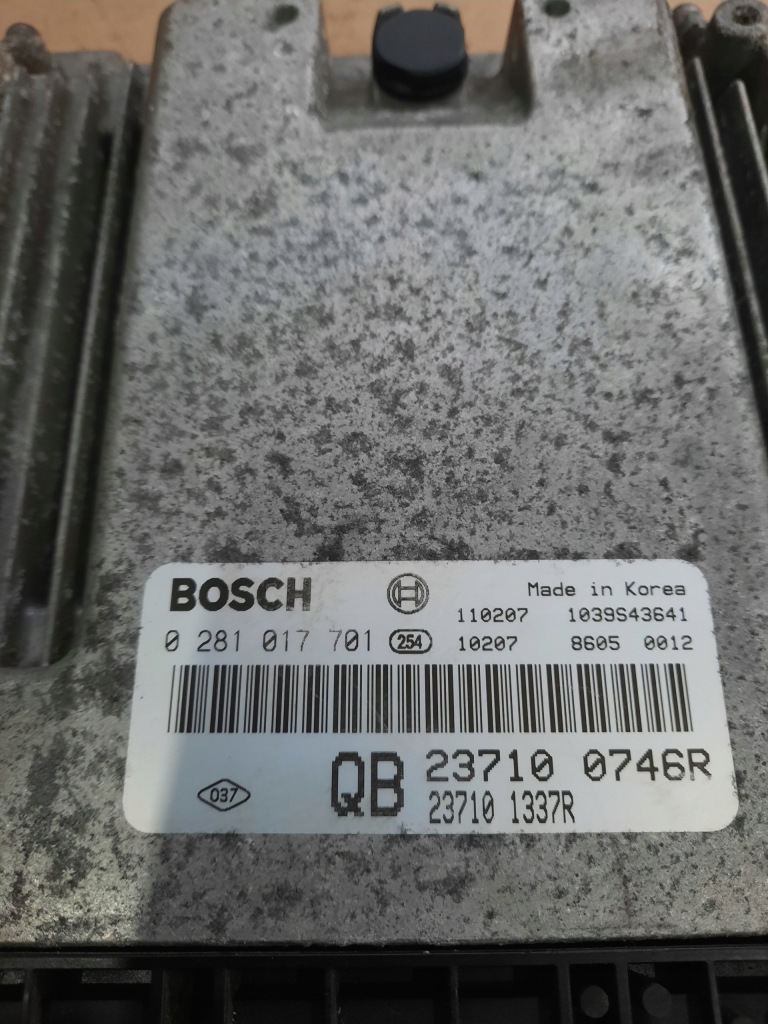 BOSCH Made in Korea
110207 1039S43641
0 281 017 701 254 10207 8605 0012
037 QB 23710 0746R
23710 1337R